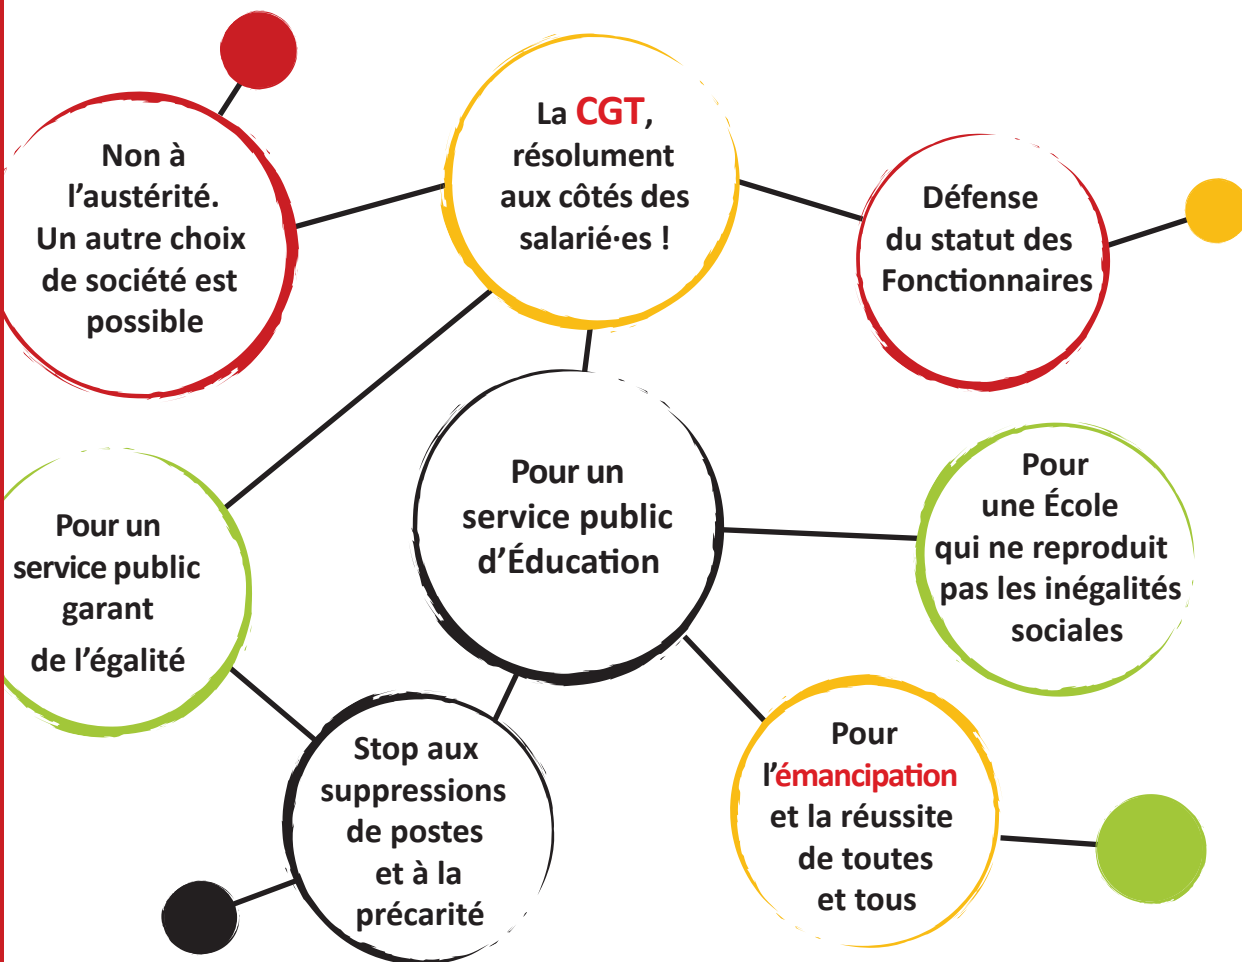 Non à
l’austérité.
Un autre choix
de société est
possible
La CGT,
résolument
aux côtés des
salarié·es !
Défense
du statut des
Fonctionnaires
Pour un
service public
garant
de l’égalité
Pour un
service public
d’Éducation
Pour
une École
qui ne reproduit
pas les inégalités
sociales
Stop aux
suppressions
de postes
et à la
précarité
Pour
l’émancipation
et la réussite
de toutes
et tous